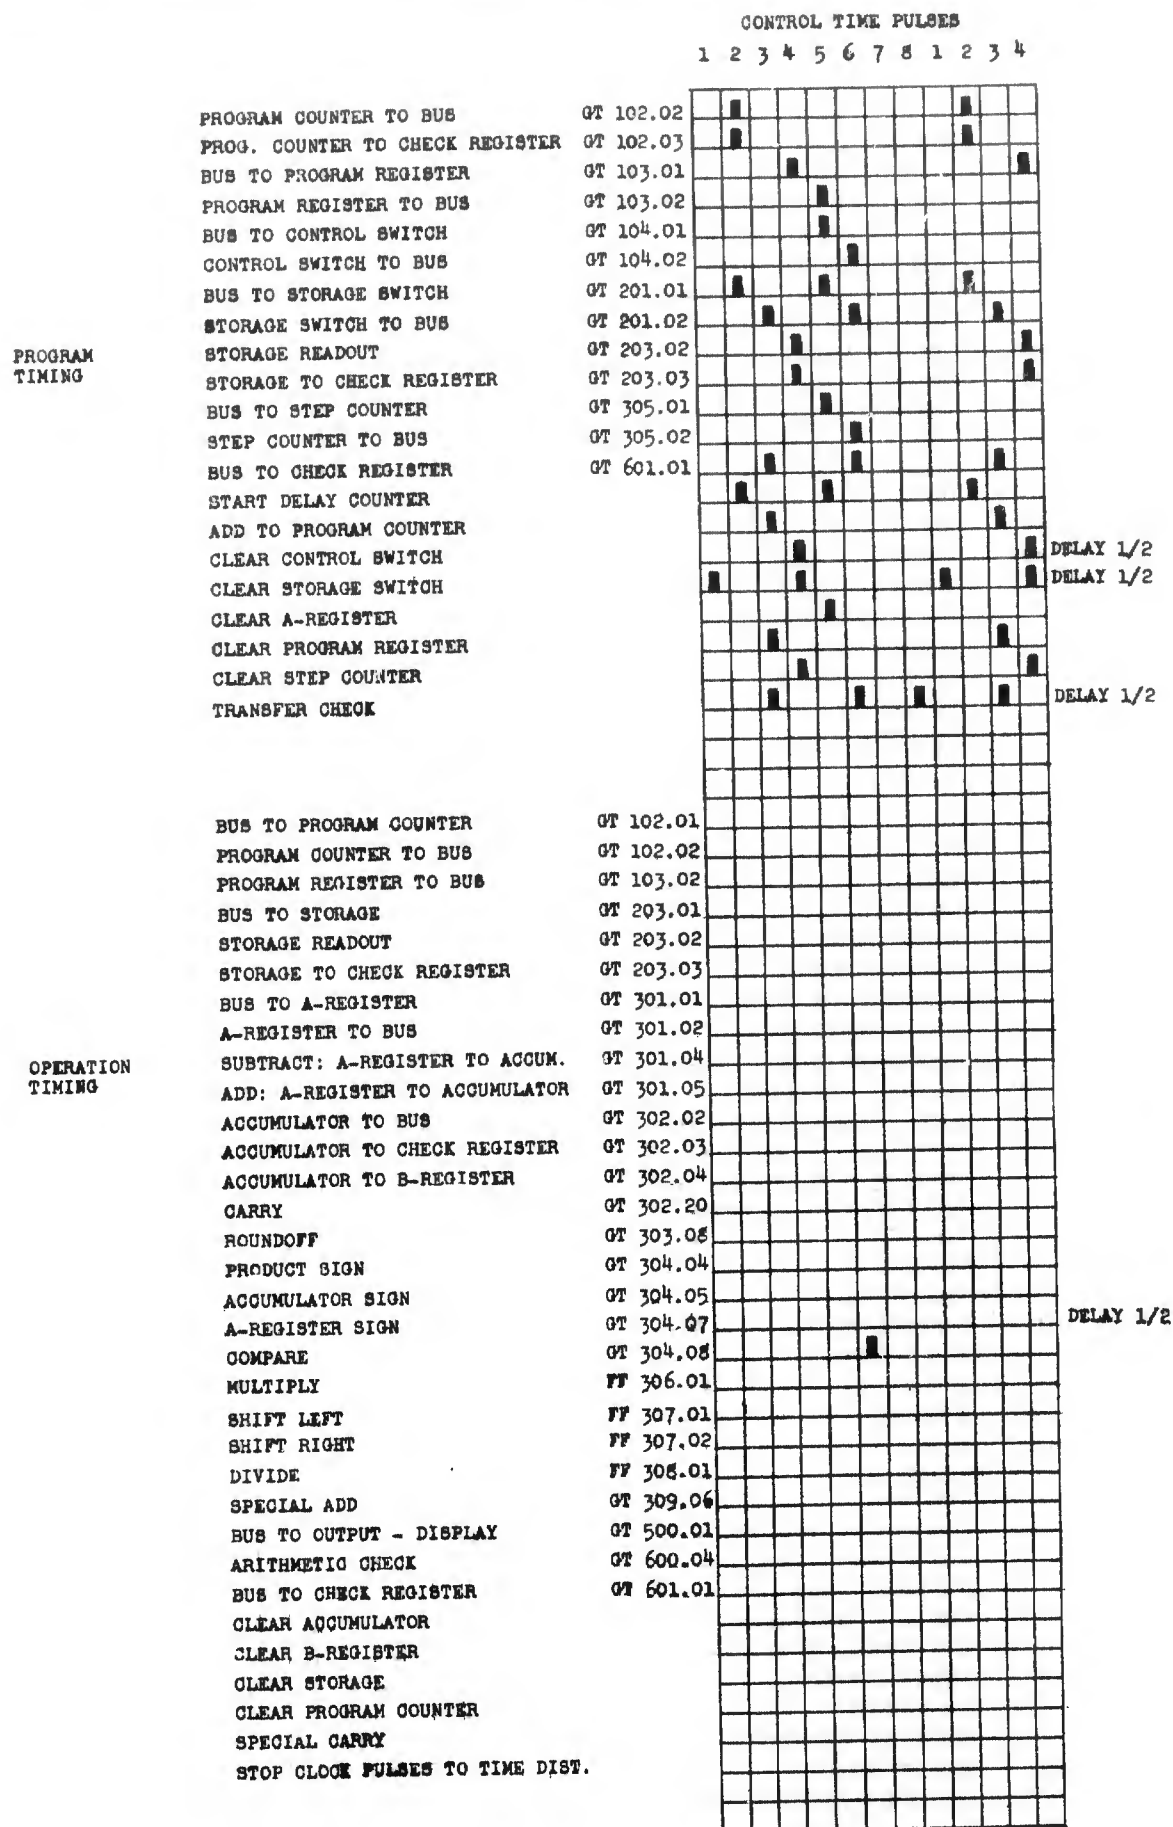 CONTROL TIME PULSES
1 2 3 4 5 6 7 8 1 2 3 4
PROGRAM COUNTER TO BUS GT 102.02
PROG. COUNTER TO CHECK REGISTER GT 102.03
BUS TO PROGRAM REGISTER GT 103.01
PROGRAM REGISTER TO BUS GT 103.02
BUS TO CONTROL SWITCH GT 104.01
CONTROL SWITCH TO BUS GT 104.02
BUS TO STORAGE SWITCH GT 201.01
STORAGE SWITCH TO BUS GT 201.02
PROGRAM TIMING
STORAGE READOUT GT 203.02
STORAGE TO CHECK REGISTER GT 203.03
BUS TO STEP COUNTER GT 305.01
STEP COUNTER TO BUS GT 305.02
BUS TO CHECK REGISTER GT 601.01
START DELAY COUNTER
ADD TO PROGRAM COUNTER
CLEAR CONTROL SWITCH DELAY 1/2
CLEAR STORAGE SWITCH DELAY 1/2
CLEAR A-REGISTER
CLEAR PROGRAM REGISTER
CLEAR STEP COUNTER
TRANSFER CHECK DELAY 1/2
BUS TO PROGRAM COUNTER GT 102.01
PROGRAM COUNTER TO BUS GT 102.02
PROGRAM REGISTER TO BUS GT 103.02
BUS TO STORAGE GT 203.01
STORAGE READOUT GT 203.02
STORAGE TO CHECK REGISTER GT 203.03
BUS TO A-REGISTER GT 301.01
A-REGISTER TO BUS GT 301.02
OPERATION TIMING
SUBTRACT: A-REGISTER TO ACCUM. GT 301.04
ADD: A-REGISTER TO ACCUMULATOR GT 301.05
ACCUMULATOR TO BUS GT 302.02
ACCUMULATOR TO CHECK REGISTER GT 302.03
ACCUMULATOR TO B-REGISTER GT 302.04
CARRY GT 302.20
ROUNDOFF GT 303.08
PRODUCT SIGN GT 304.04
ACCUMULATOR SIGN GT 304.05
A-REGISTER SIGN GT 304.07 DELAY 1/2
COMPARE GT 304.08
MULTIPLY FF 306.01
SHIFT LEFT FF 307.01
SHIFT RIGHT FF 307.02
DIVIDE FF 308.01
SPECIAL ADD GT 309.06
BUS TO OUTPUT - DISPLAY GT 500.01
ARITHMETIC CHECK GT 600.04
BUS TO CHECK REGISTER GT 601.01
CLEAR ACCUMULATOR
CLEAR B-REGISTER
CLEAR STORAGE
CLEAR PROGRAM COUNTER
SPECIAL CARRY
STOP CLOCK PULSES TO TIME DIST.